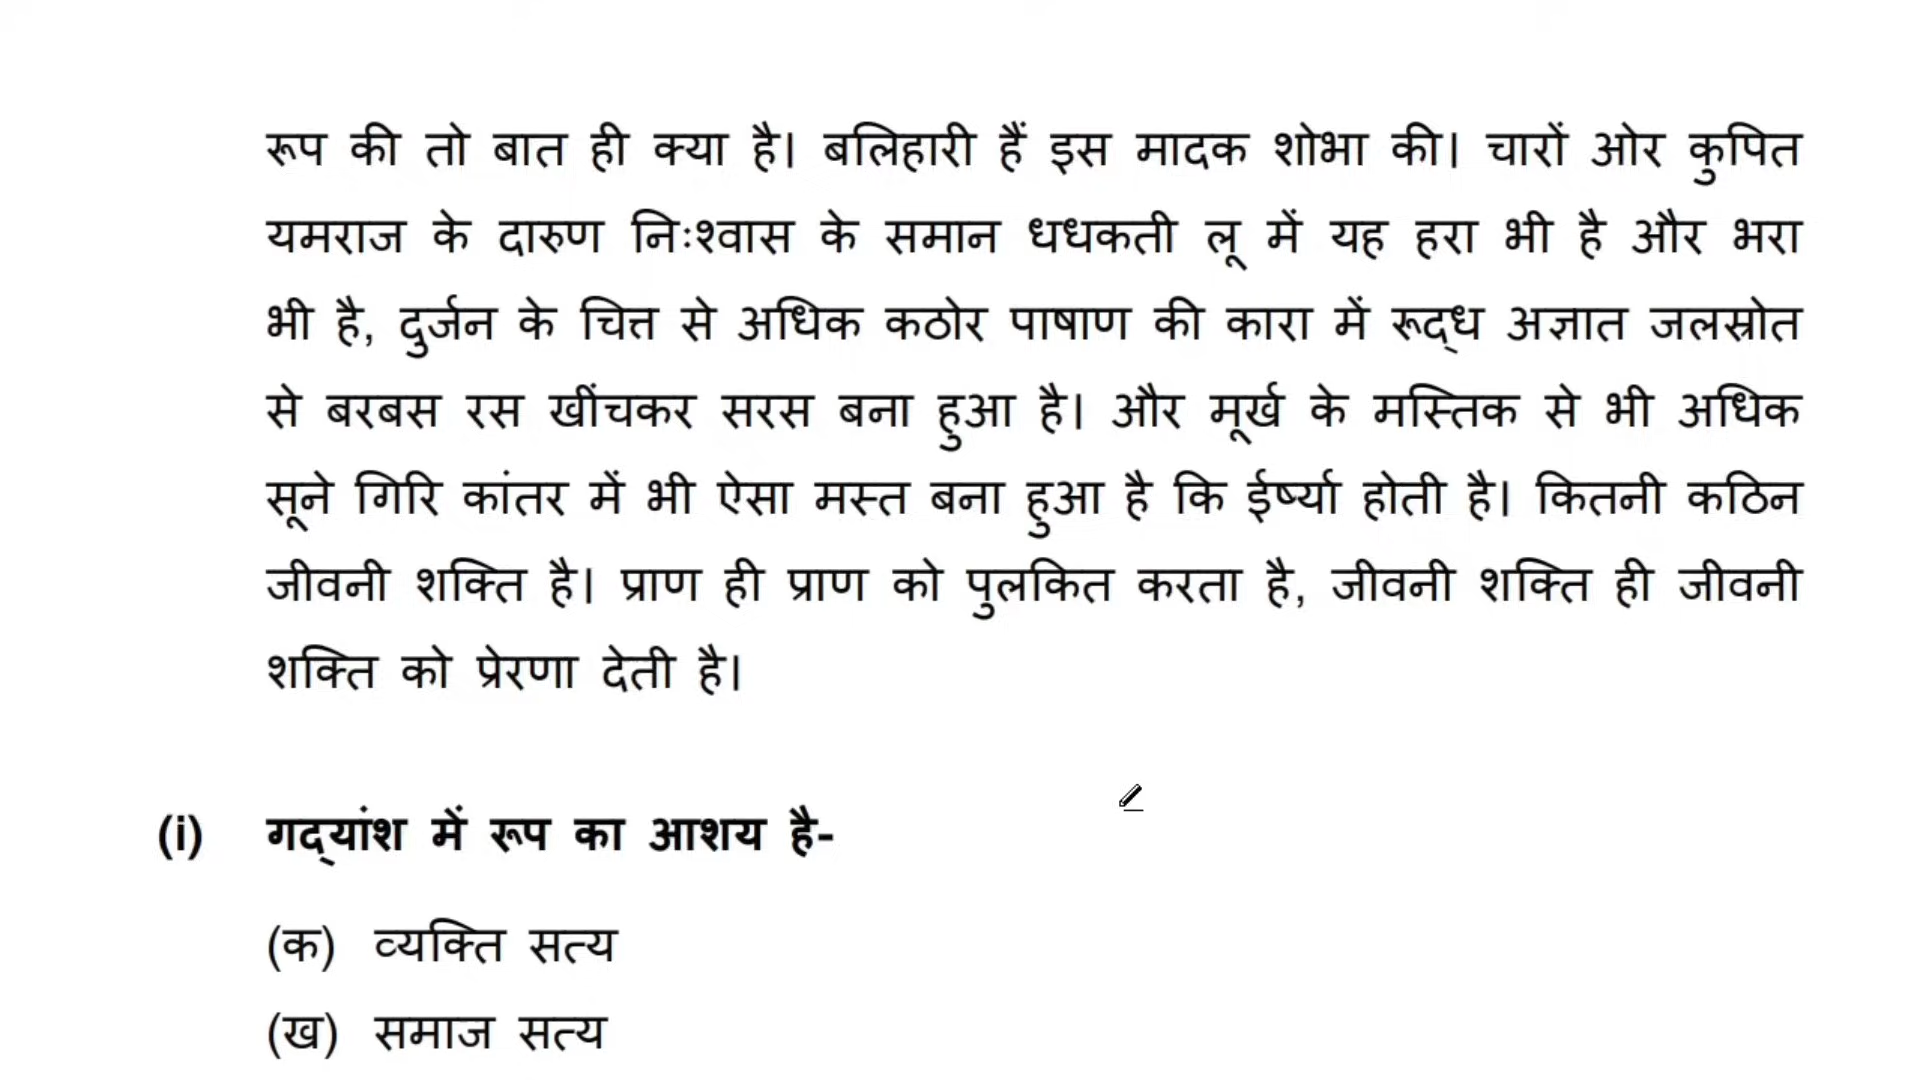 रूप की तो बात ही क्या है। बलिहारी हैं इस मादक शोभा की। चारों ओर कुपित
यमराज के दारुण निःश्वास के समान धधकती लू में यह हरा भी है और भरा
भी है, दुर्जन के चित्त से अधिक कठोर पाषाण की कारा में रूद्ध अज्ञात जलस्रोत
से बरबस रस खींचकर सरस बना हुआ है। और मूर्ख के मस्तिक से भी अधिक
सूने गिरि कांतर में भी ऐसा मस्त बना हुआ है कि ईर्ष्या होती है। कितनी कठिन
जीवनी शक्ति है। प्राण ही प्राण को पुलकित करता है, जीवनी शक्ति ही जीवनी
शक्ति को प्रेरणा देती है।
(i) गद्यांश में रूप का आशय है-
(क) व्यक्ति सत्य
(ख) समाज सत्य